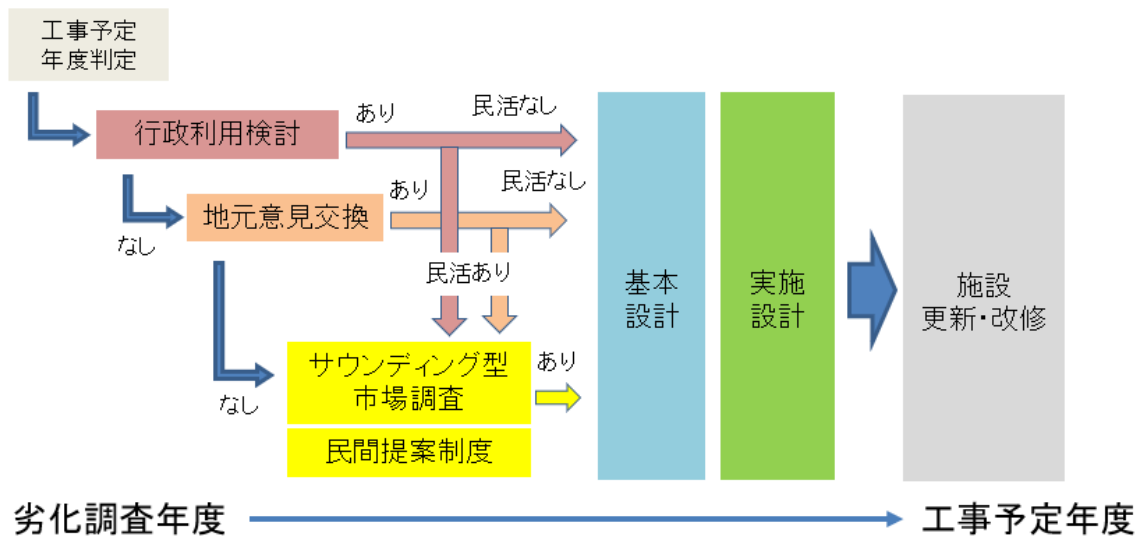 工事予定
年度判定
行政利用検討
あり
民活なし
なし
地元意見交換
あり
民活なし
民活あり
なし
サウンディング型
市場調査
あり
民間提案制度
基本
設計
実施
設計
施設
更新・改修
劣化調査年度
工事予定年度